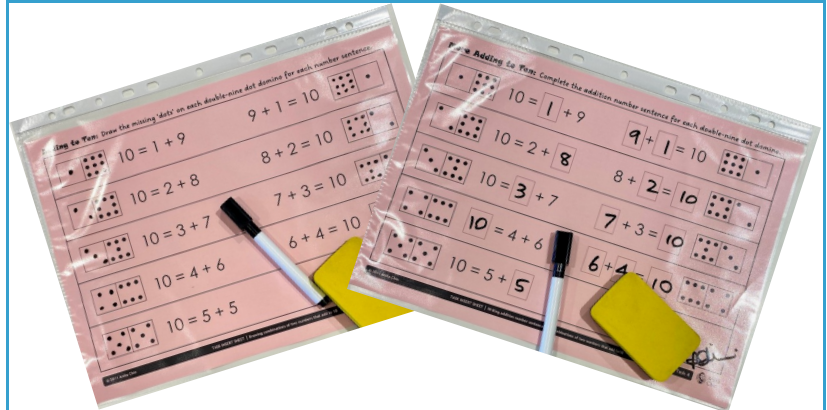 Draw the missing 'dots' on each double-nine dot domino for each number sentence.
10 = 1 + 9
9 + 1 = 10
10 = 2 + 8
8 + 2 = 10
10 = 3 + 7
7 + 3 = 10
10 = 4 + 6
6 + 4 = 10
10 = 5 + 5
Adding to Ten: Complete the addition number sentence for each double-nine dot domino.
10 = 1 + 9
9 + 1 = 10
10 = 2 + 8
8 + 2 = 10
10 = 3 + 7
7 + 3 = 10
10 = 4 + 6
6 + 4 = 10
10 = 5 + 5